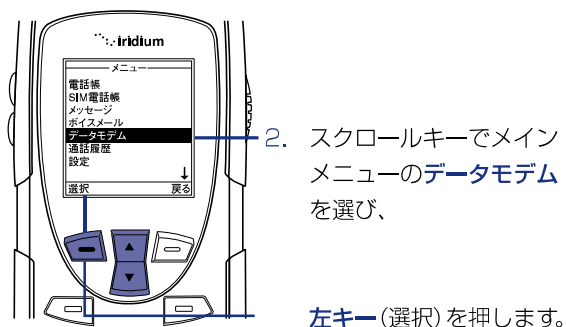 iridium
メニュー
電話帳
SIM電話帳
メッセージ
ボイスメール
データモデム
通話履歴
設定
↓
選択 戻る
2. スクロールキーでメイン
メニューのデータモデム
を選び、
左キー(選択)を押します。